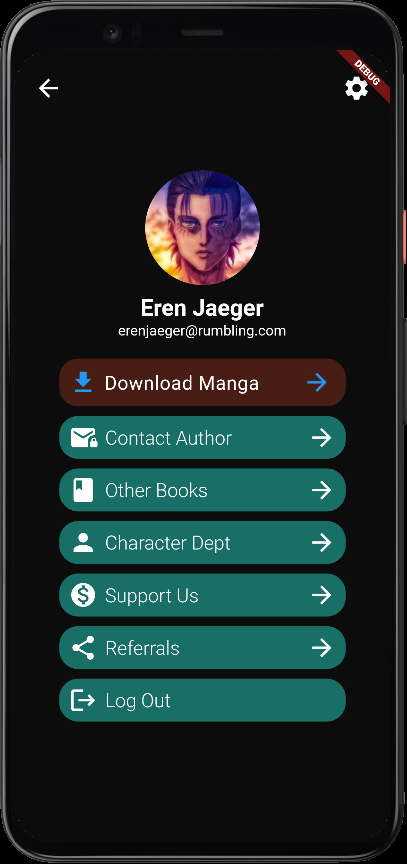 DEBUG
Eren Jaeger
erenjaeger@rumbling.com
Download Manga
Contact Author
Other Books
Character Dept
Support Us
Referrals
Log Out